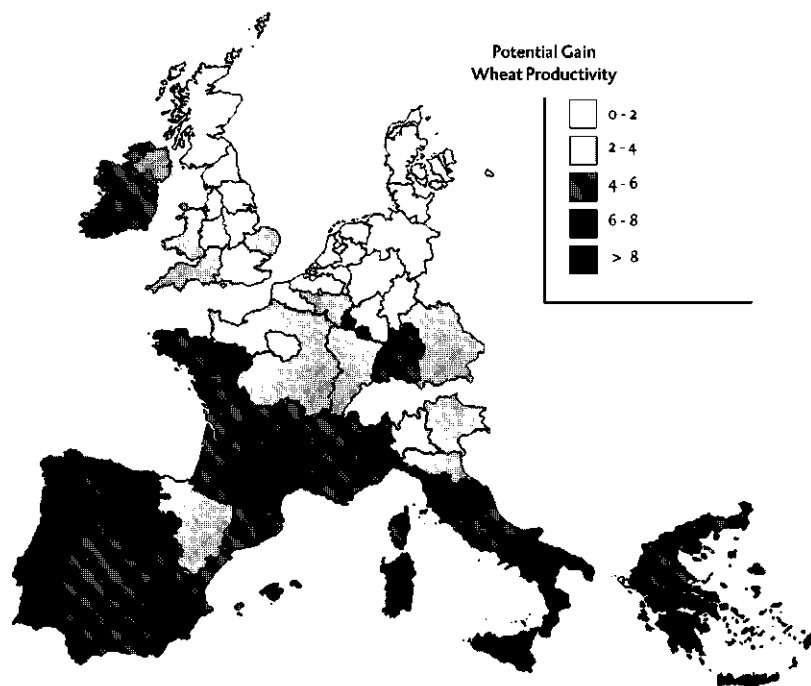 Potential Gain
Wheat Productivity
0 - 2
2 - 4
4 - 6
6 - 8
> 8